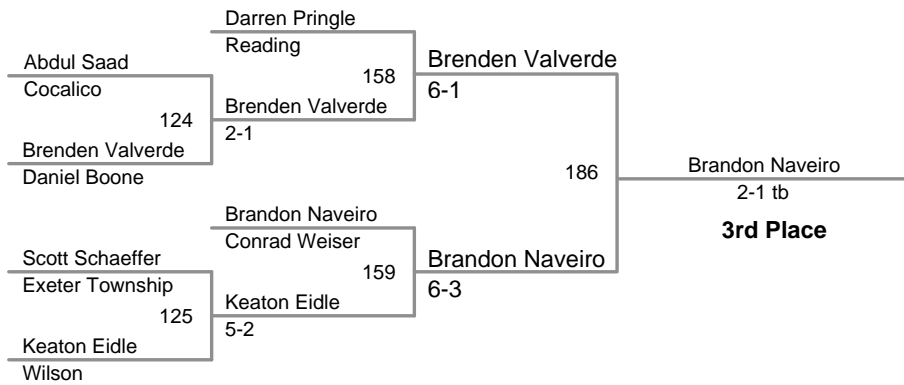 Darren Pringle
Reading
Abdul Saad
Cocalico
158
Brenden Valverde
6-1
124
Brenden Valverde
2-1
Brenden Valverde
Daniel Boone
186
Brandon Naveiro
2-1 tb
3rd Place
Brandon Naveiro
Conrad Weiser
Scott Schaeffer
Exeter Township
159
Brandon Naveiro
6-3
125
Keaton Eidle
5-2
Keaton Eidle
Wilson